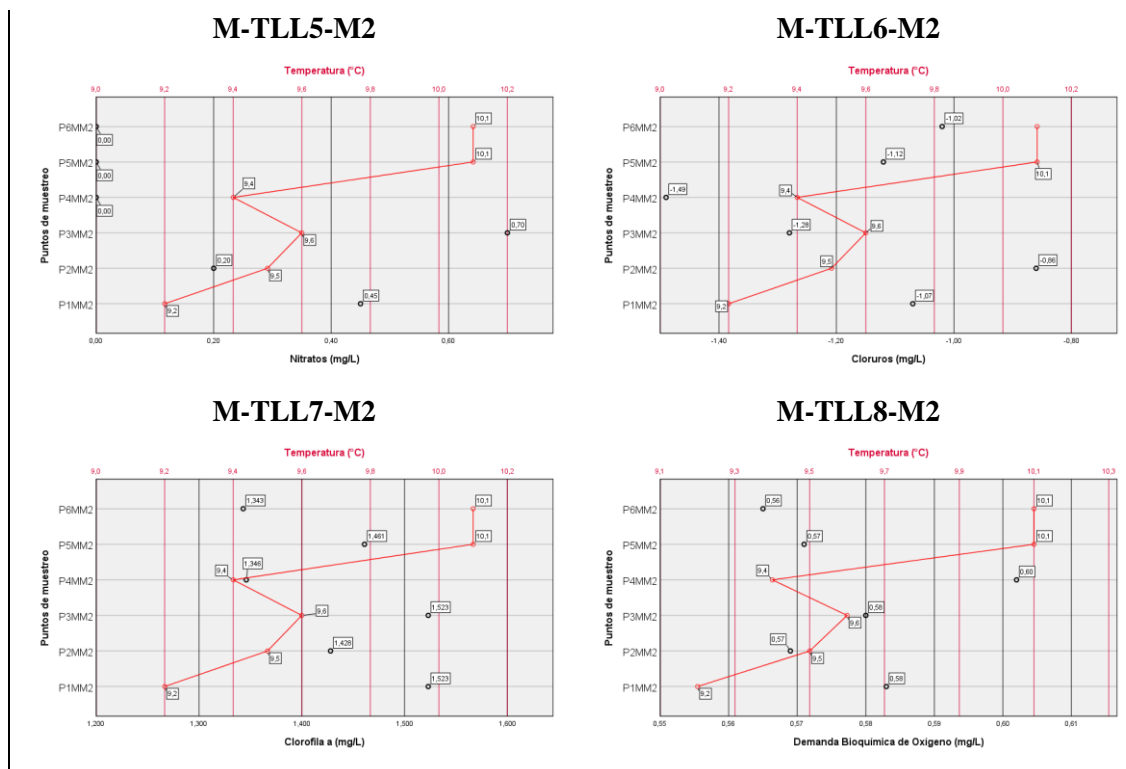 M-TLL5-M2
Temperatura (°C)
9,0 9,2 9,4 9,6 9,8 10,0 10,2
Puntos de muestreo
P6MM2
P5MM2
P4MM2
P3MM2
P2MM2
P1MM2
0,00
10,1
0,00
10,1
0,00
9,4
9,6
0,70
0,20
9,5
9,2
0,45
0,00 0,20 0,40 0,60
Nitratos (mg/L)
M-TLL6-M2
Temperatura (°C)
9,0 9,2 9,4 9,6 9,8 10,0 10,2
Puntos de muestreo
P6MM2
P5MM2
P4MM2
P3MM2
P2MM2
P1MM2
-1,02
-1,12
10,1
-1,49
9,4
-1,28
9,6
9,5
-0,86
9,2
-1,07
-1,40 -1,20 -1,00 -0,80
Cloruros (mg/L)
M-TLL7-M2
Temperatura (°C)
9,0 9,2 9,4 9,6 9,8 10,0 10,2
Puntos de muestreo
P6MM2
P5MM2
P4MM2
P3MM2
P2MM2
P1MM2
1,343
10,1
1,461
10,1
9,4
1,346
9,6
1,523
9,5
1,428
9,2
1,523
1,200 1,300 1,400 1,500 1,600
Clorofila a (mg/L)
M-TLL8-M2
Temperatura (°C)
9,1 9,3 9,5 9,7 9,9 10,1 10,3
Puntos de muestreo
P6MM2
P5MM2
P4MM2
P3MM2
P2MM2
P1MM2
0,56
10,1
0,57
10,1
9,4
0,60
9,6
0,58
0,57
9,5
9,2
0,58
0,55 0,56 0,57 0,58 0,59 0,60 0,61
Demanda Bioquímica de Oxígeno (mg/L)